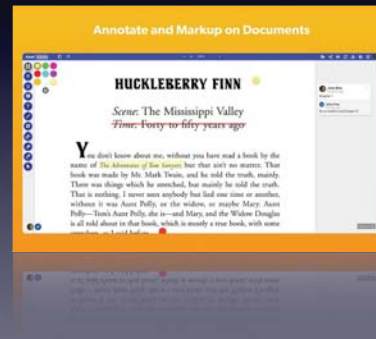 Annotate and Markup on Documents
HUCKLEBERRY FINN
Scene: The Mississippi Valley
Time: Forty to fifty years ago
You don't know about me, without you have read a book by the
name of The Adventures of Tom Sawyer; but that ain't no matter. That
book was made by Mr. Mark Twain, and he told the truth, mainly.
There was things which he stretched, but mainly he told the truth.
That is nothing. I never seen anybody but lied one time or another,
without it was Aunt Polly, or the widow, or maybe Mary. Aunt
Polly—Tom's Aunt Polly, she is—and Mary, and the Widow Douglas
is all told about in that book, which is mostly a true book, with some
stretchers, as I said before.